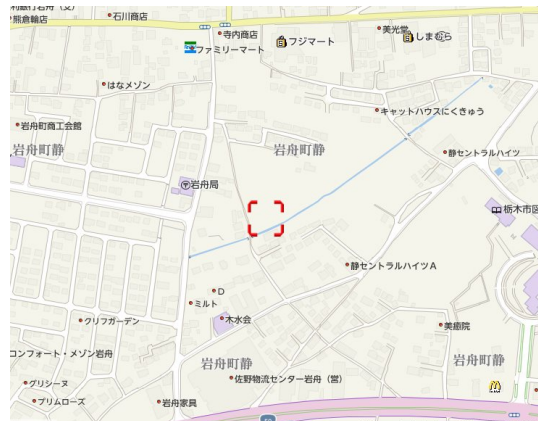 熊倉輪店
石川商店
寺内商店
ファミリーマート
フジマート
美光堂
しまむら
はなメゾン
キャットハウスにくきゅう
岩舟町商工会館
岩舟町静
岩舟町静
静セントラルハイツ
岩舟局
栃木市図
静セントラルハイツA
D
ミルト
クリフガーデン
木水会
美癒院
コンフォート・メゾン岩舟
岩舟町静
岩舟町静
グリシーヌ
佐野物流センター岩舟（営）
プリムローズ
岩舟家具